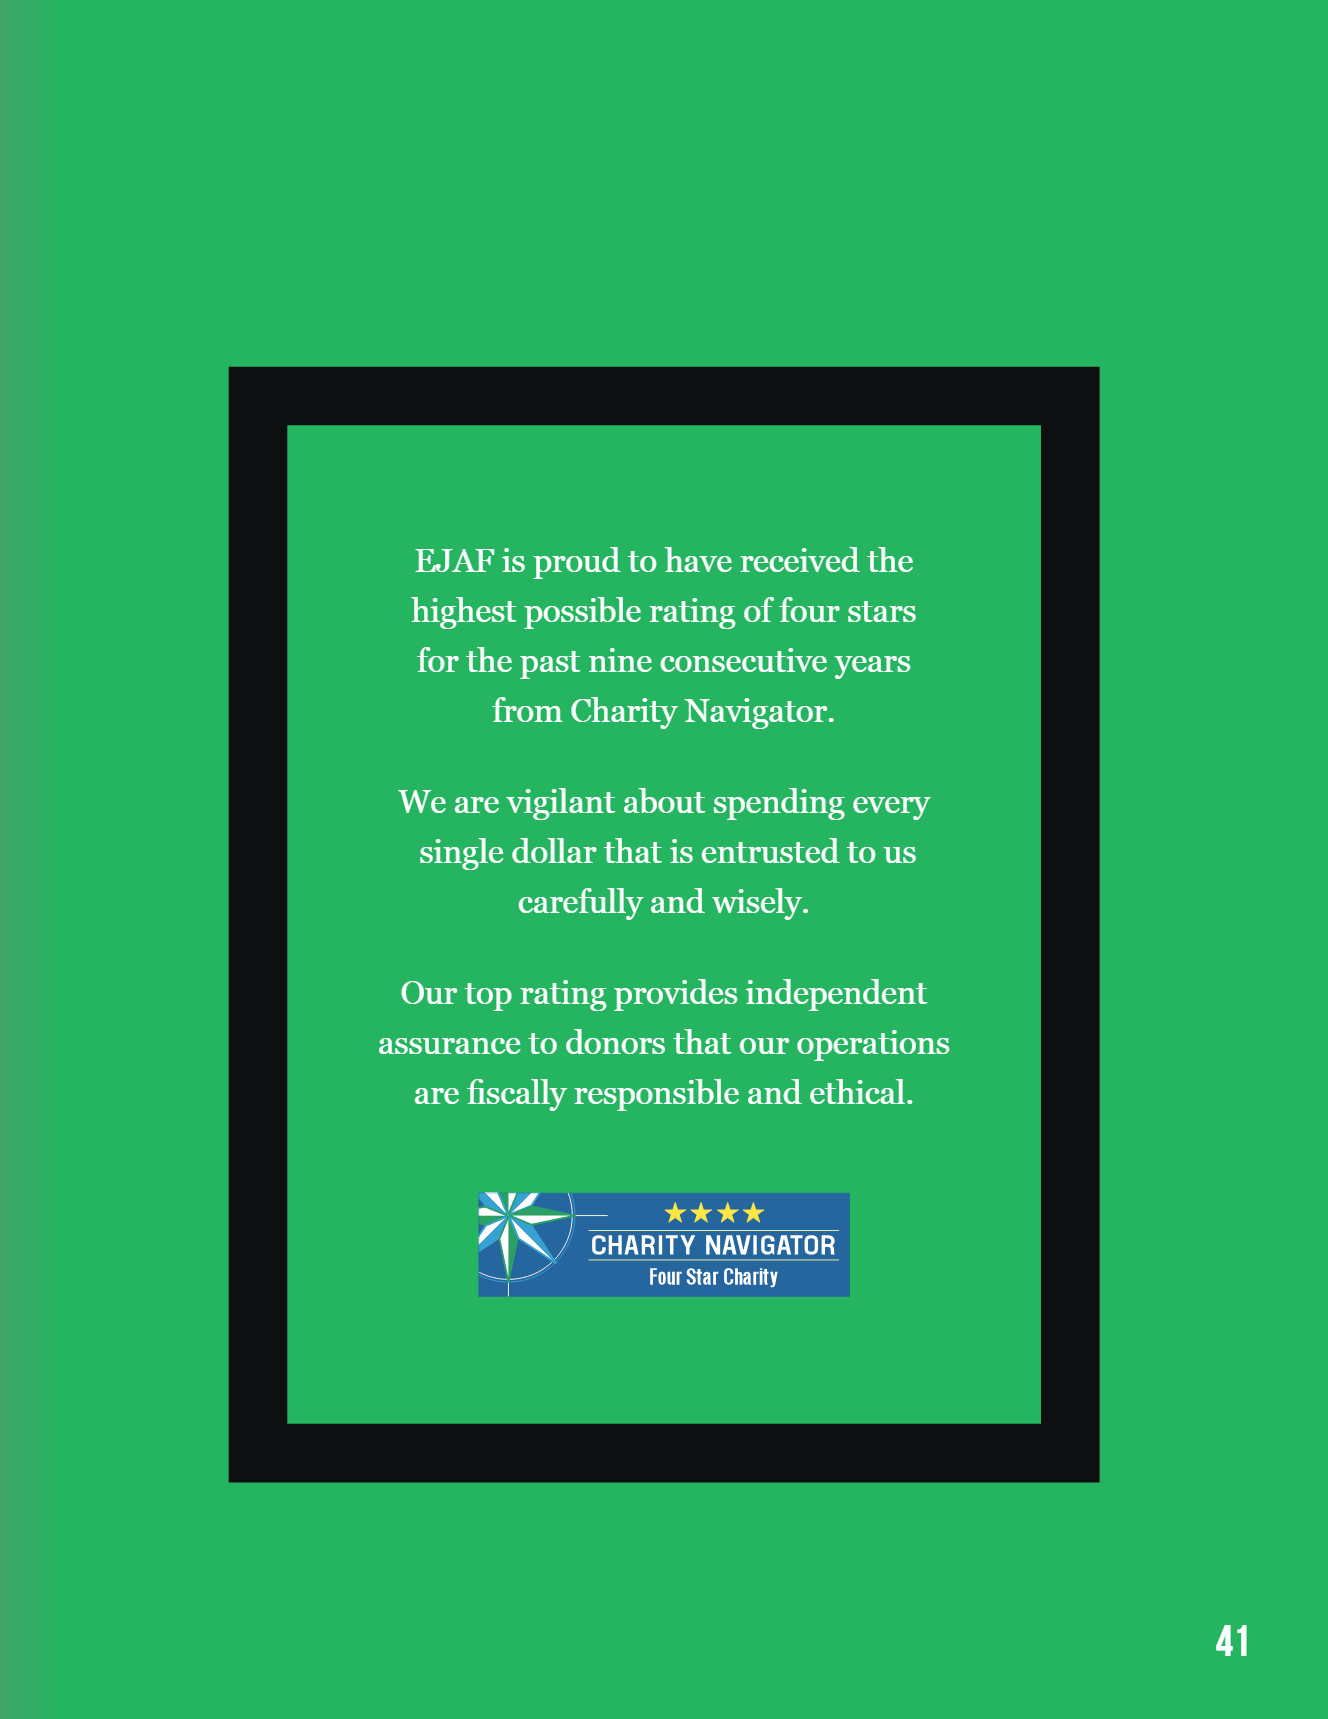 EJAF is proud to have received the
highest possible rating of four stars
for the past nine consecutive years
from Charity Navigator.
We are vigilant about spending every
single dollar that is entrusted to us
carefully and wisely.
Our top rating provides independent
assurance to donors that our operations
are fiscally responsible and ethical.
CHARITY NAVIGATOR
Four Star Charity
41